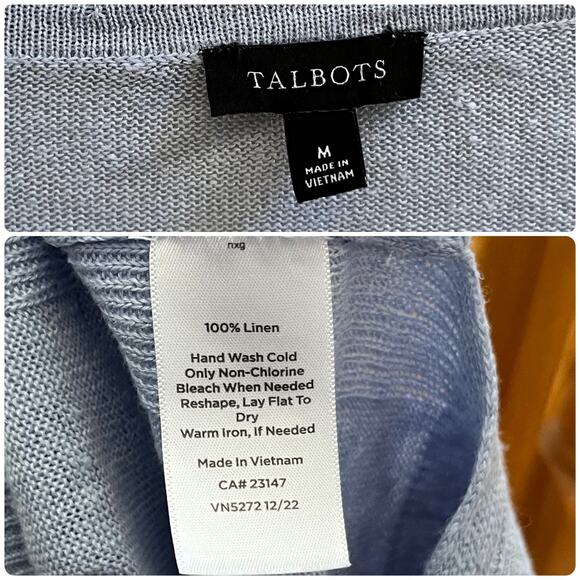 TALBOTS
M
MADE IN
VIETNAM
nxg
100% Linen
Hand Wash Cold
Only Non-Chlorine
Bleach When Needed
Reshape, Lay Flat To
Dry
Warm Iron, If Needed
Made In Vietnam
CA# 23147
VN5272 12/22